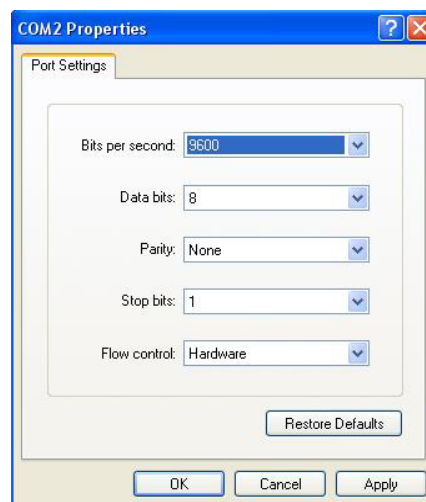 COM2 Properties
Port Settings
Bits per second: 9600
Data bits: 8
Parity: None
Stop bits: 1
Flow control: Hardware
Restore Defaults
OK Cancel Apply